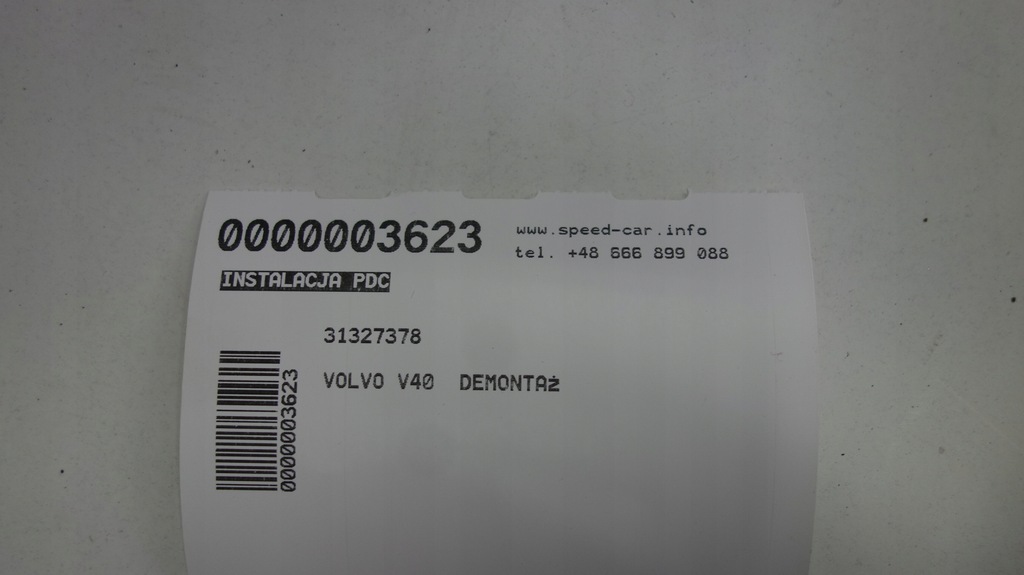 0000003623
www.speed-car.info
tel. +48 666 899 088
INSTALACJA PDC
31327378
VOLVO V40 DEMONTAż
0000003623